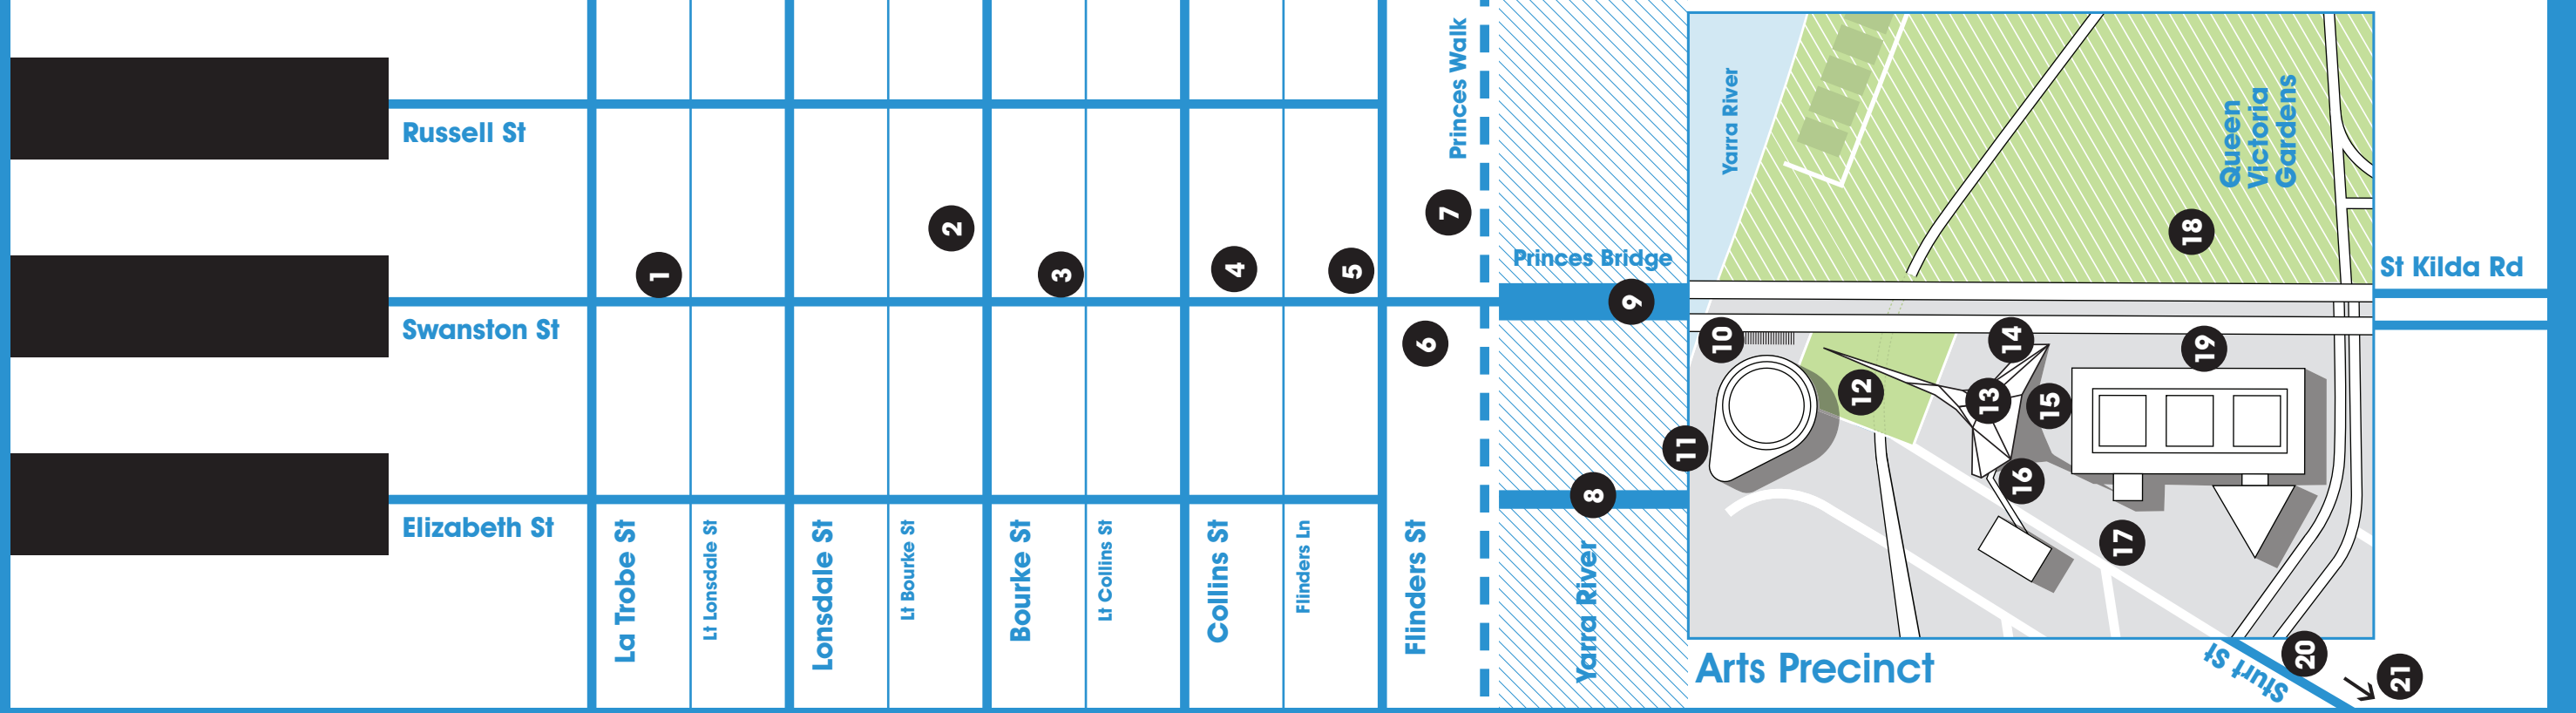 Russell St
Swanston St
Elizabeth St
La Trobe St
Lt Lonsdale St
Lonsdale St
Lt Bourke St
Bourke St
Lt Collins St
Collins St
Flinders Ln
Flinders St
Princes Walk
Princes Bridge
Yarra River
Yarra River
Queen
Victoria
Gardens
St Kilda Rd
Arts Precinct
Sturt St
1
2
3
4
5
6
7
8
9
10
11
12
13
14
15
16
17
18
19
20
21